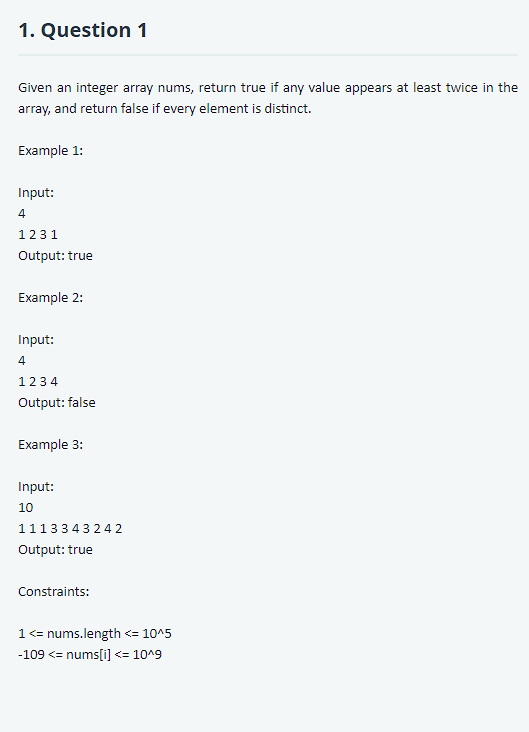 1. Question 1
Given an integer array nums, return true if any value appears at least twice in the
array, and return false if every element is distinct.
Example 1:
Input:
4
1 2 3 1
Output: true
Example 2:
Input:
4
1 2 3 4
Output: false
Example 3:
Input:
10
1 1 1 3 3 4 3 2 4 2
Output: true
Constraints:
1 <= nums.length <= 10^5
-109 <= nums[i] <= 10^9